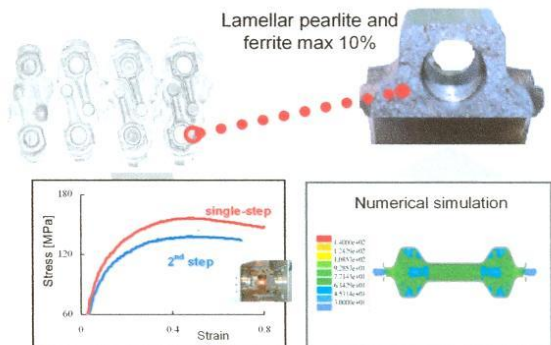 Lamellar pearlite and
ferrite max 10%
180
single-step
Stress [MPa]
120
2nd step
60
0
0.4
Strain
0.8
Numerical simulation